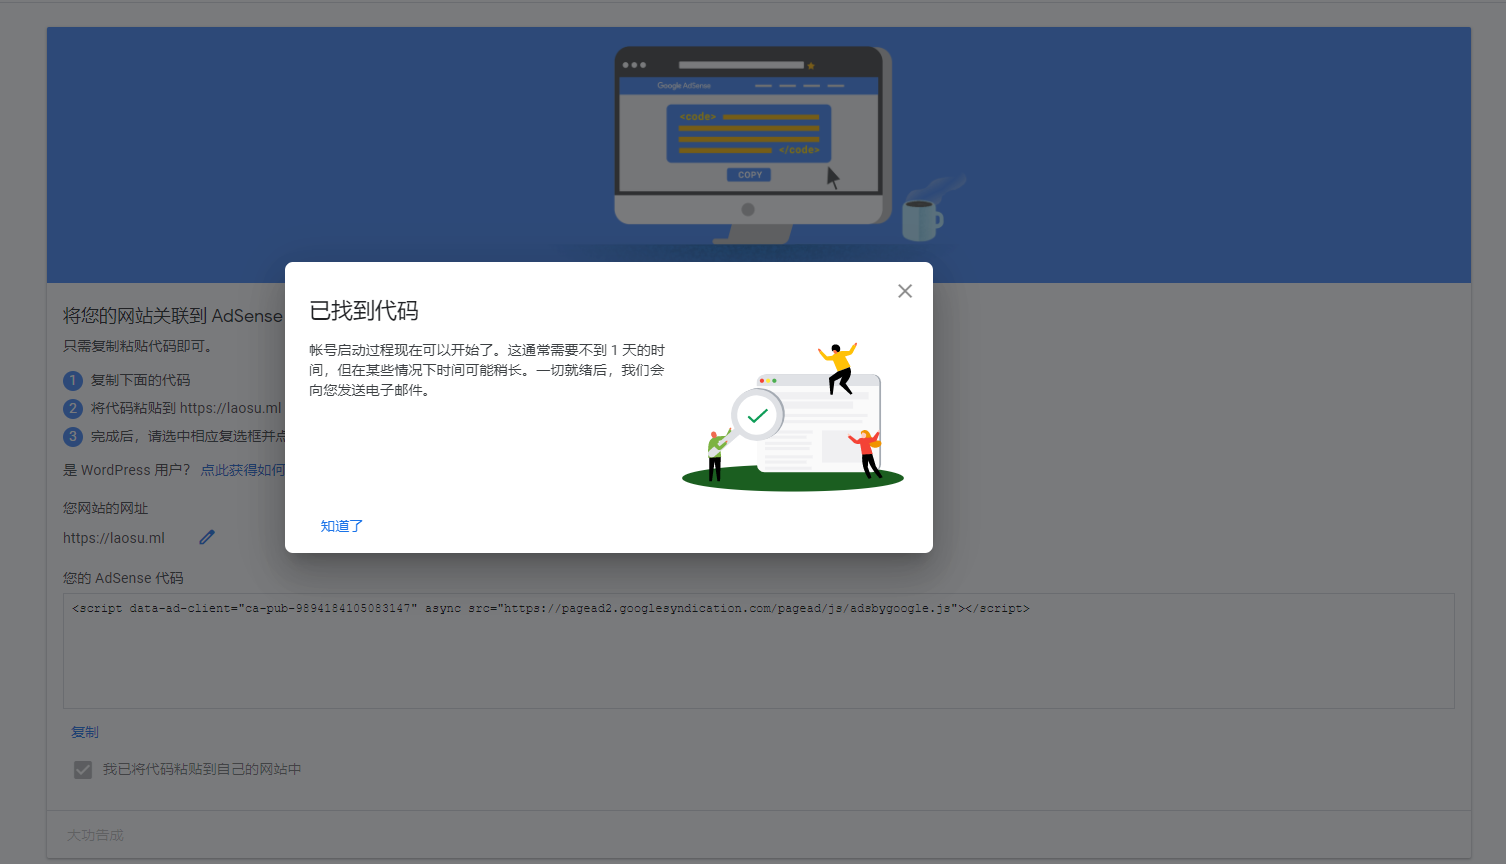 Google AdSense
<code>
</code>
COPY
已找到代码
帐号启动过程现在可以开始了。这通常需要不到 1 天的时
间，但在某些情况下时间可能稍长。一切就绪后，我们会
向您发送电子邮件。
知道了
将您的网站关联到 AdSense
只需复制粘贴代码即可。
1 复制下面的代码
2 将代码粘贴到 https://laosu.ml
3 完成后，请选中相应复选框并点
是 WordPress 用户？ 点此获得如何
您网站的网址
https://laosu.ml
您的 AdSense 代码
<script data-ad-client="ca-pub-9894184105083147" async src="https://pagead2.googlesyndication.com/pagead/js/adsbygoogle.js"></script>
复制
我已将代码粘贴到自己的网站中
大功告成